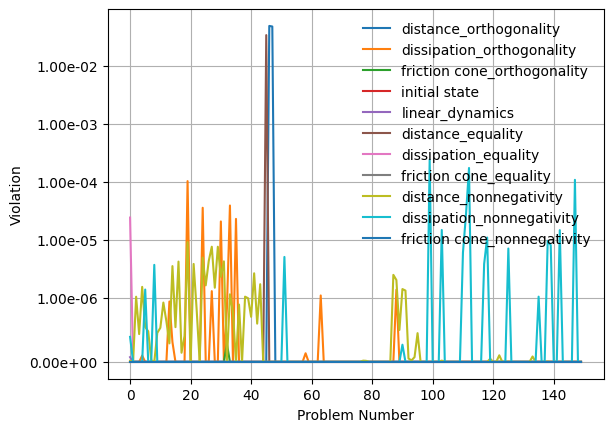 1.00e-02
1.00e-03
1.00e-04
1.00e-05
1.00e-06
0.00e+00
Violation
0
20
40
60
80
100
120
140
Problem Number
distance_orthogonality
dissipation_orthogonality
friction cone_orthogonality
initial state
linear_dynamics
distance_equality
dissipation_equality
friction cone_equality
distance_nonnegativity
dissipation_nonnegativity
friction cone_nonnegativity